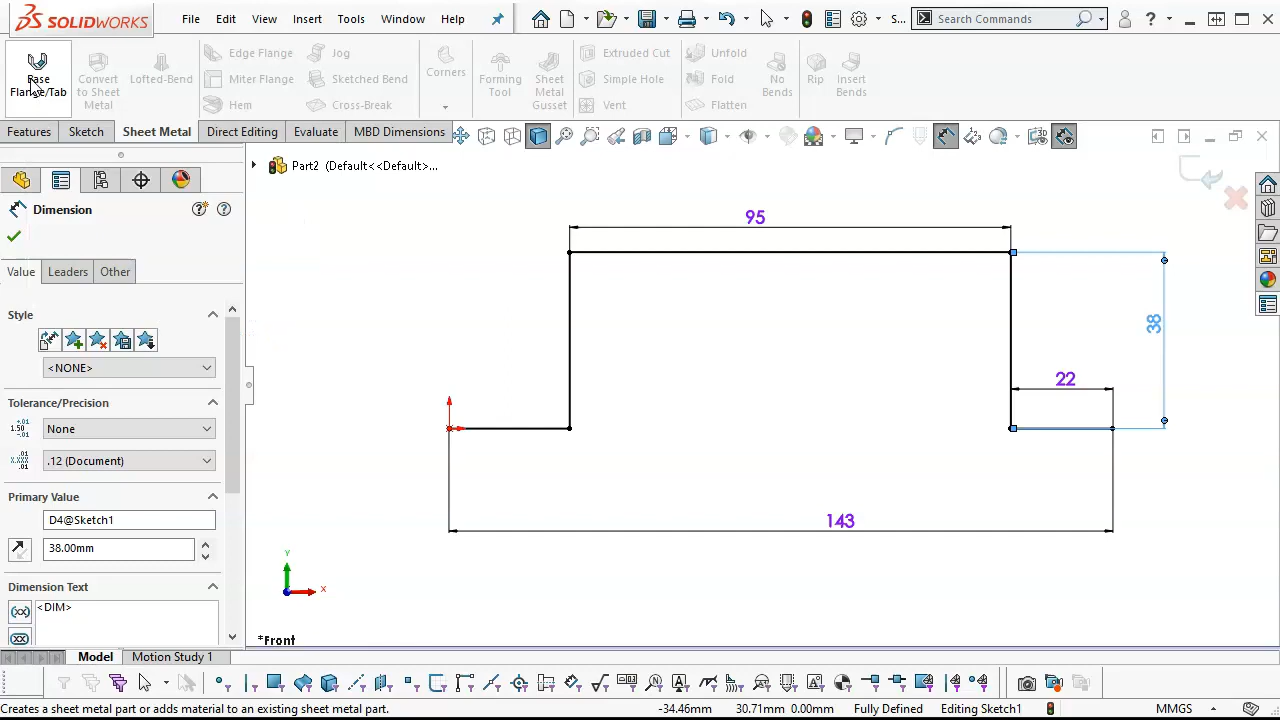 DS SOLIDWORKS File Edit View Insert Tools Window Help S... Search Commands ?
Base Flange/Tab
Convert to Sheet Metal
Lofted-Bend
Edge Flange
Miter Flange
Hem
Jog
Sketched Bend
Cross-Break
Corners
Forming Tool
Sheet Metal Gusset
Extruded Cut
Simple Hole
Vent
Unfold
Fold
Flatten
No Bends
Rip
Insert Bends
Features Sketch Sheet Metal Direct Editing Evaluate MBD Dimensions
Part2 (Default<<Default>...
Dimension
Value Leaders Other
Style
<NONE>
Tolerance/Precision
None
.12 (Document)
Primary Value
D4@Sketch1
38.00mm
Dimension Text
<DIM>
95
38
22
143
Y
X
*Front
Model Motion Study 1
Creates a sheet metal part or adds material to an existing sheet metal part. -34.46mm 30.71mm 0.00mm Fully Defined Editing Sketch1 MMGS